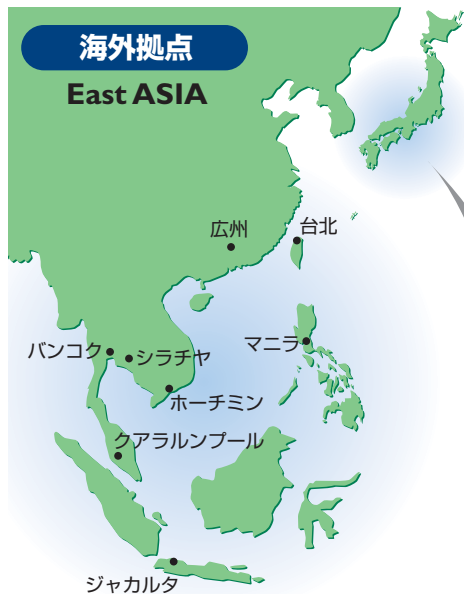 海外拠点
East ASIA
広州
台北
バンコク
シラチャ
マニラ
ホーチミン
クアラルンプール
ジャカルタ